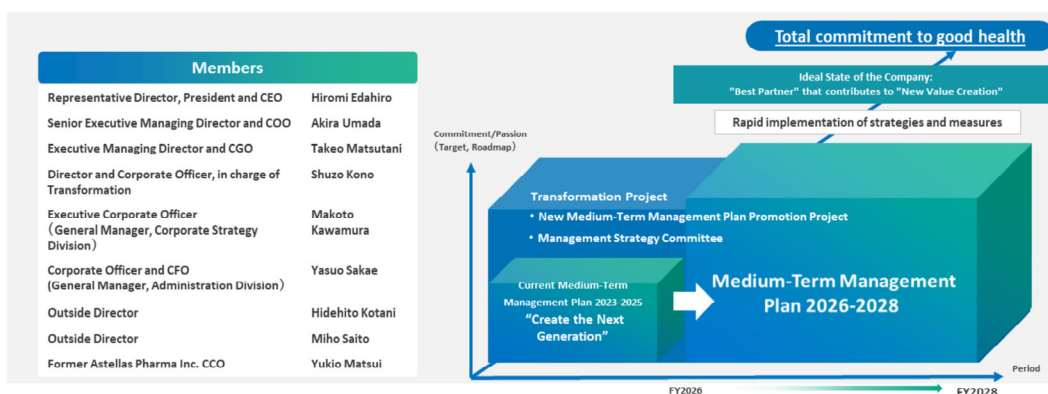 Total commitment to good health
Members
Ideal State of the Company:
"Best Partner" that contributes to "New Value Creation"
Representative Director, President and CEO Hiromi Edahiro
Rapid implementation of strategies and measures
Senior Executive Managing Director and COO Akira Umada
Commitment/Passion
(Target, Roadmap)
Executive Managing Director and CGO Takeo Matsutani
Director and Corporate Officer, in charge of Shuzo Kono
Transformation
Executive Corporate Officer Makoto
(General Manager, Corporate Strategy Kawamura
Division)
Corporate Officer and CFO Yasuo Sakae
(General Manager, Administration Division)
Outside Director Hidehito Kotani
Outside Director Miho Saito
Former Astellas Pharma Inc. CCO Yukio Matsui
Transformation Project
・ New Medium-Term Management Plan Promotion Project
・ Management Strategy Committee
Current Medium-Term
Management Plan 2023-2025
“Create the Next
Generation”
Medium-Term Management
Plan 2026-2028
Period
FY2026 FY2028